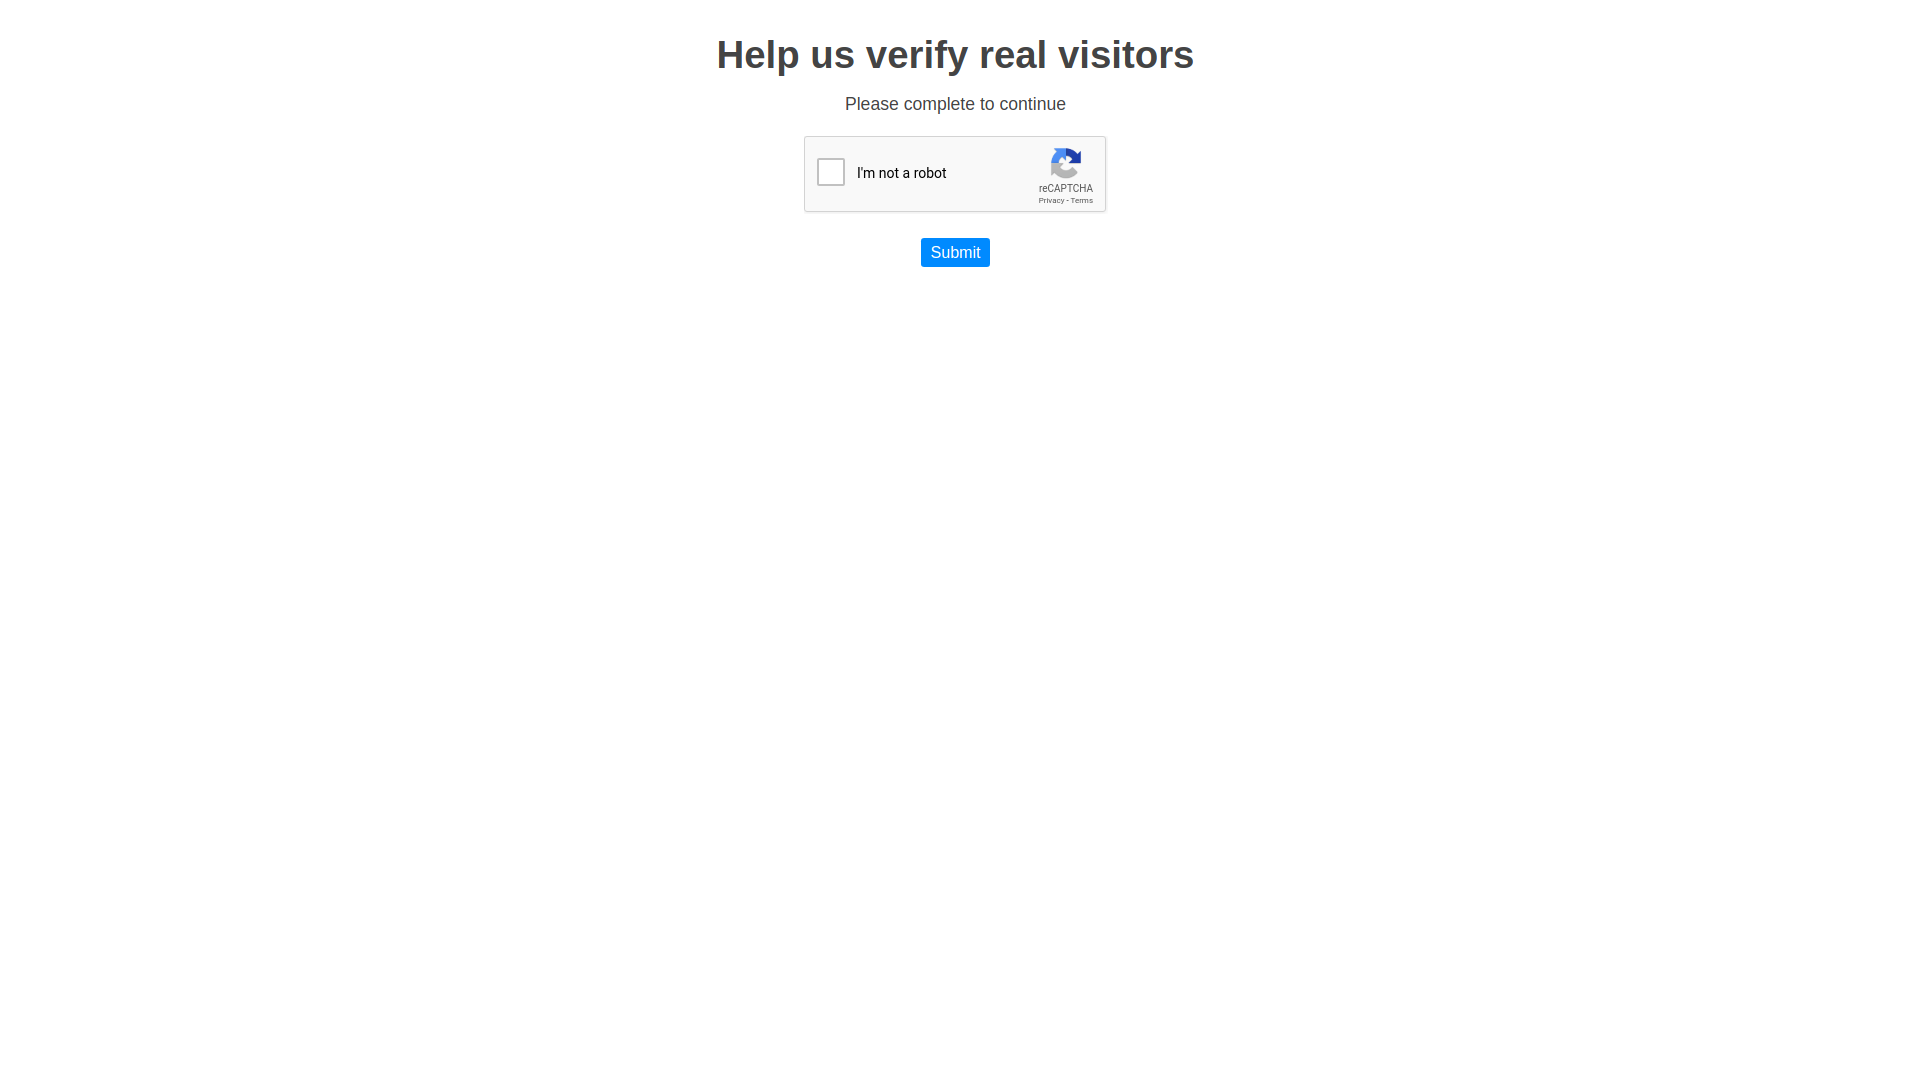 Help us verify real visitors
Please complete to continue
I'm not a robot
reCAPTCHA
Privacy - Terms
Submit